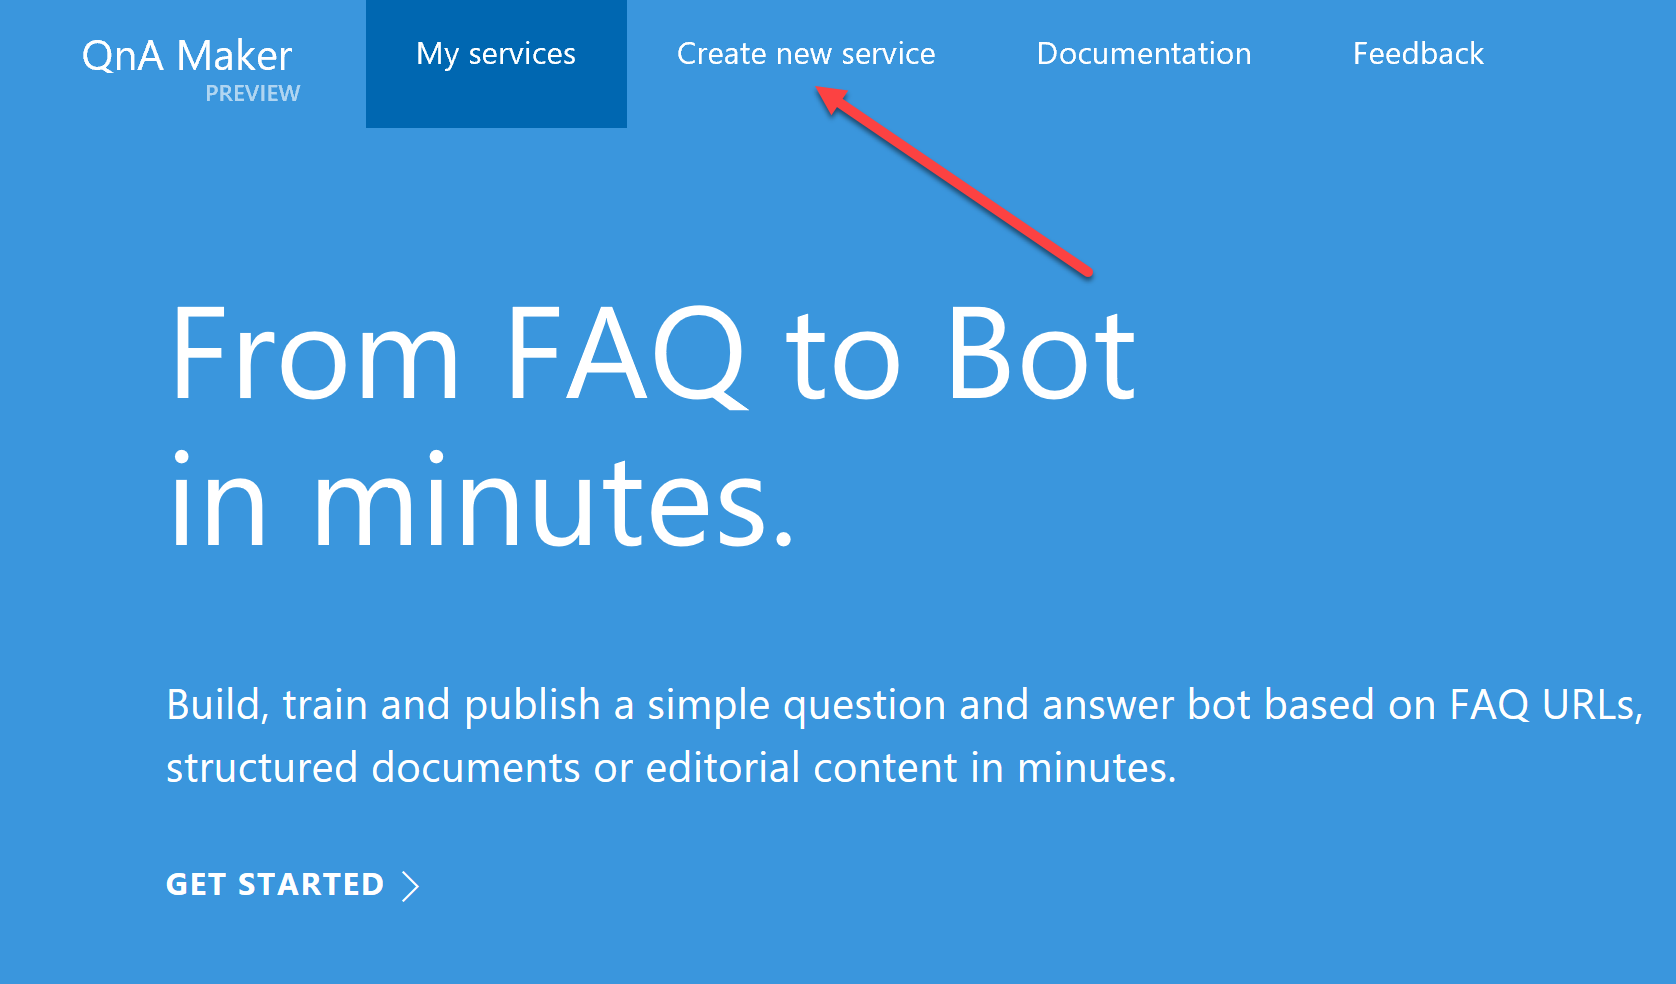 QnA Maker
PREVIEW
My services
Create new service
Documentation
Feedback
From FAQ to Bot
in minutes.
Build, train and publish a simple question and answer bot based on FAQ URLs,
structured documents or editorial content in minutes.
GET STARTED